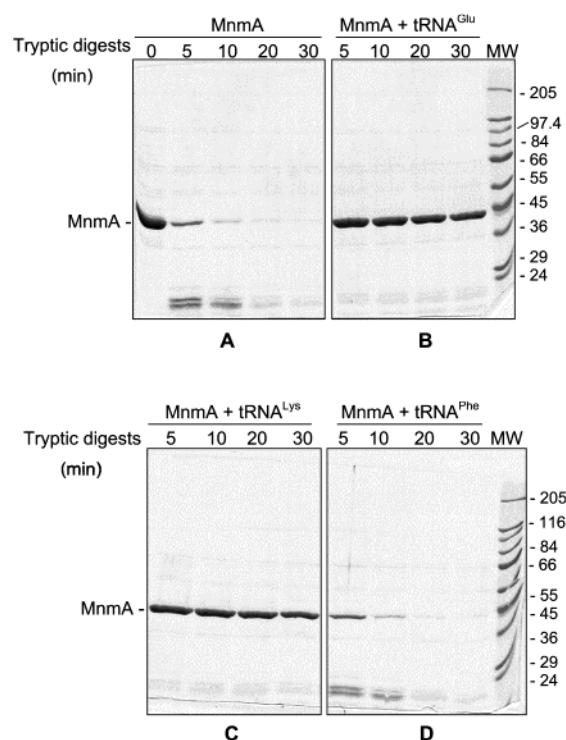 MnmA MnmA + tRNA^Glu
Tryptic digests 0 5 10 20 30 5 10 20 30 MW
(min)
- 205
97.4
- 84
- 66
- 55
- 45
MnmA - - 36
- 29
- 24
A B
MnmA + tRNA^Lys MnmA + tRNA^Phe
Tryptic digests 5 10 20 30 5 10 20 30 MW
(min)
- 205
- 116
- 84
- 66
- 55
MnmA - - 45
- 36
- 29
- 24
C D